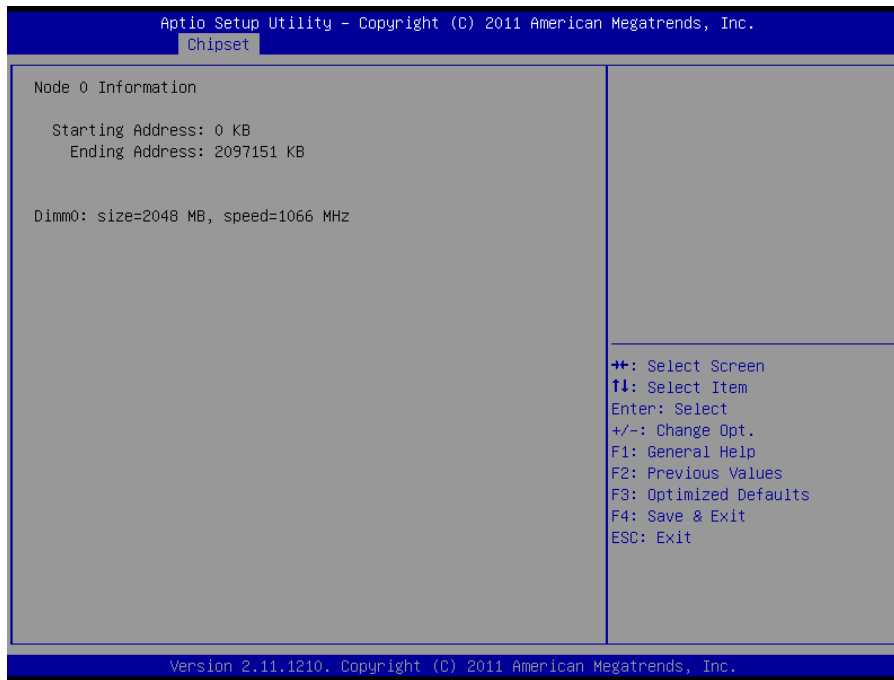 Aptio Setup Utility – Copyright (C) 2011 American Megatrends, Inc.
Chipset
Node 0 Information
Starting Address: 0 KB
Ending Address: 2097151 KB
Dimm0: size=2048 MB, speed=1066 MHz
→←: Select Screen
↑↓: Select Item
Enter: Select
+/-: Change Opt.
F1: General Help
F2: Previous Values
F3: Optimized Defaults
F4: Save & Exit
ESC: Exit
Version 2.11.1210. Copyright (C) 2011 American Megatrends, Inc.